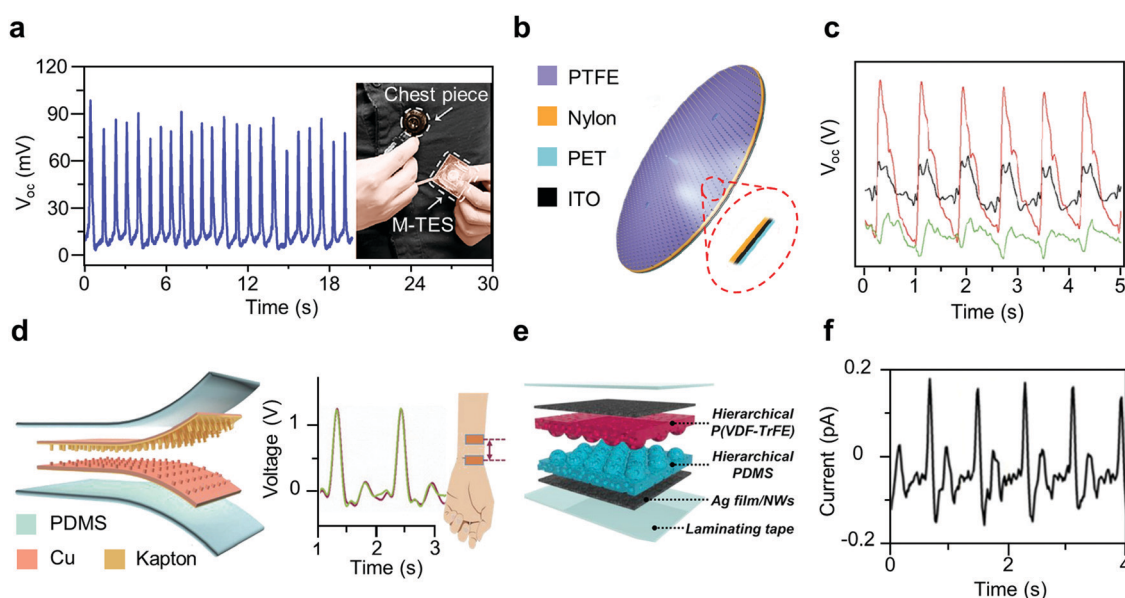 a
120
90
60
30
0
V_oc (mV)
0 6 12 18 24 30
Time (s)
Chest piece
M-TES
b
PTFE
Nylon
PET
ITO
c
V_oc (V)
0 1 2 3 4 5
Time (s)
d
PDMS
Cu
Kapton
Voltage (V)
1
0
1 2 3
Time (s)
e
Hierarchical
P(VDF-TrFE)
Hierarchical
PDMS
Ag film/NWs
Laminating tape
f
0.2
0
-0.2
Current (pA)
0 2 4
Time (s)